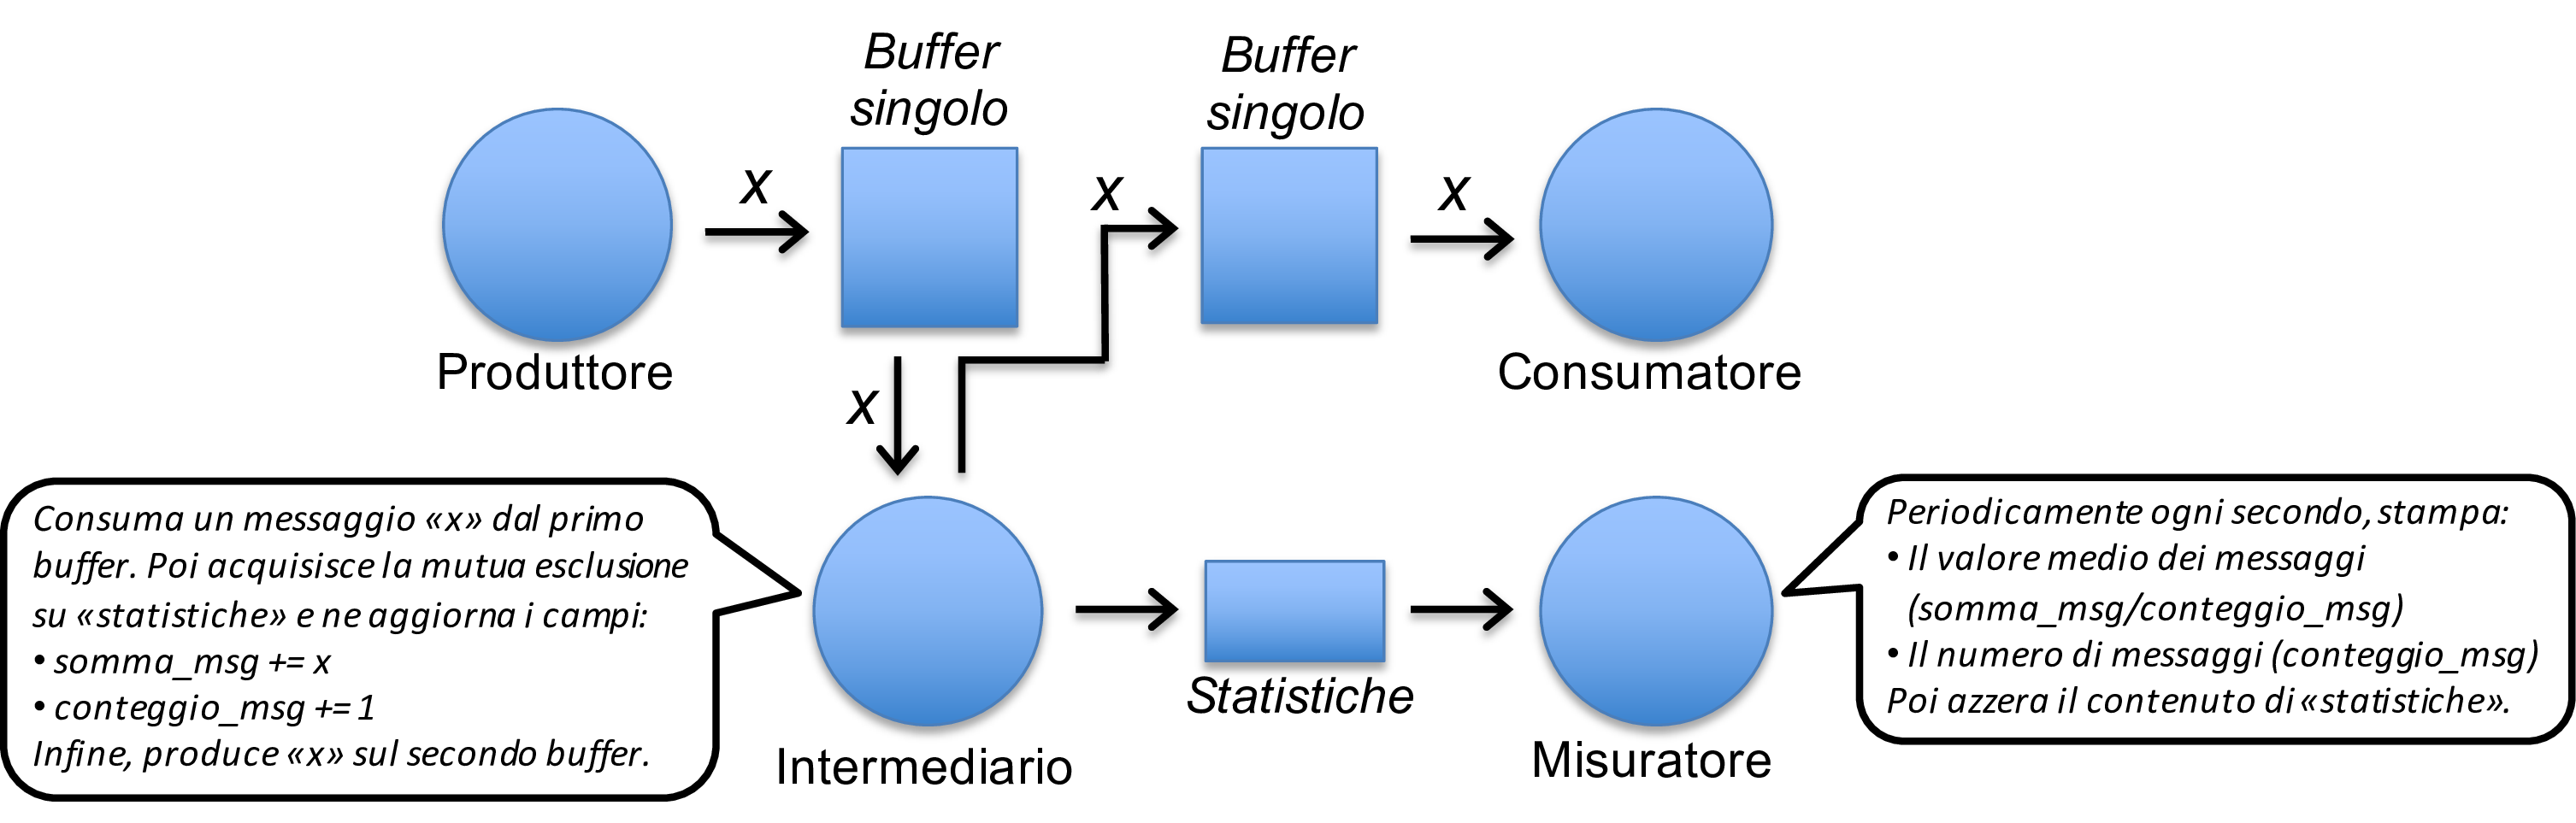 Buffer
singolo
Buffer
singolo
x
x
x
Produttore
Consumatore
x
Consuma un messaggio «x» dal primo
buffer. Poi acquisisce la mutua esclusione
su «statistiche» e ne aggiorna i campi:
• somma_msg += x
• conteggio_msg += 1
Infine, produce «x» sul secondo buffer.
Intermediario
Statistiche
Misuratore
Periodicamente ogni secondo, stampa:
• Il valore medio dei messaggi
(somma_msg/conteggio_msg)
• Il numero di messaggi (conteggio_msg)
Poi azzera il contenuto di «statistiche».